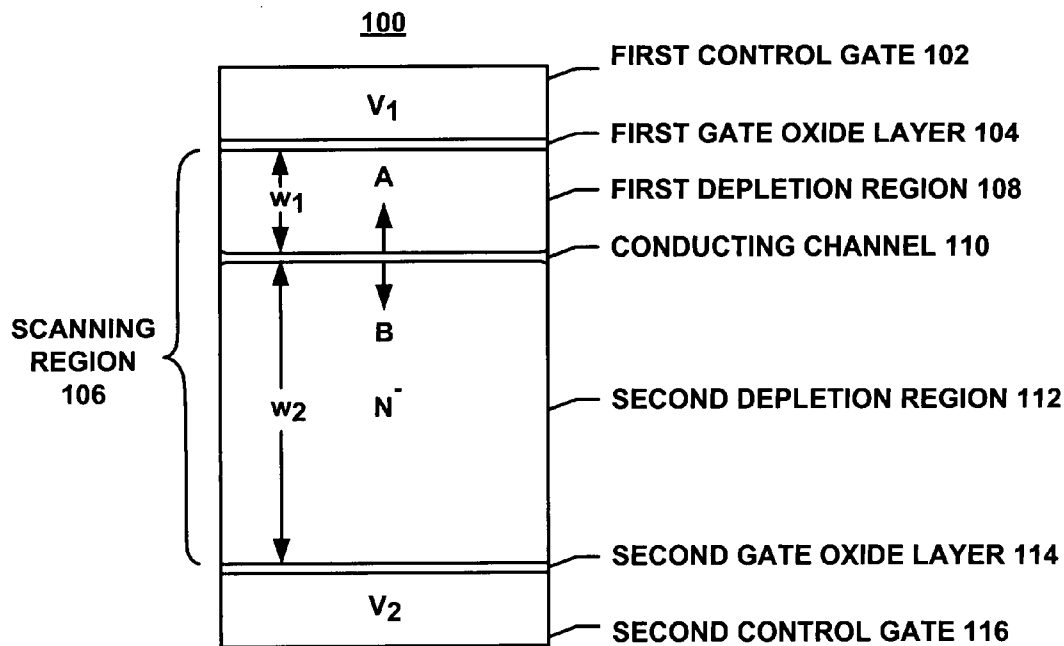 100
FIRST CONTROL GATE 102
V1
FIRST GATE OXIDE LAYER 104
A
w1
FIRST DEPLETION REGION 108
CONDUCTING CHANNEL 110
B
SCANNING
REGION
106
w2
N-
SECOND DEPLETION REGION 112
SECOND GATE OXIDE LAYER 114
V2
SECOND CONTROL GATE 116